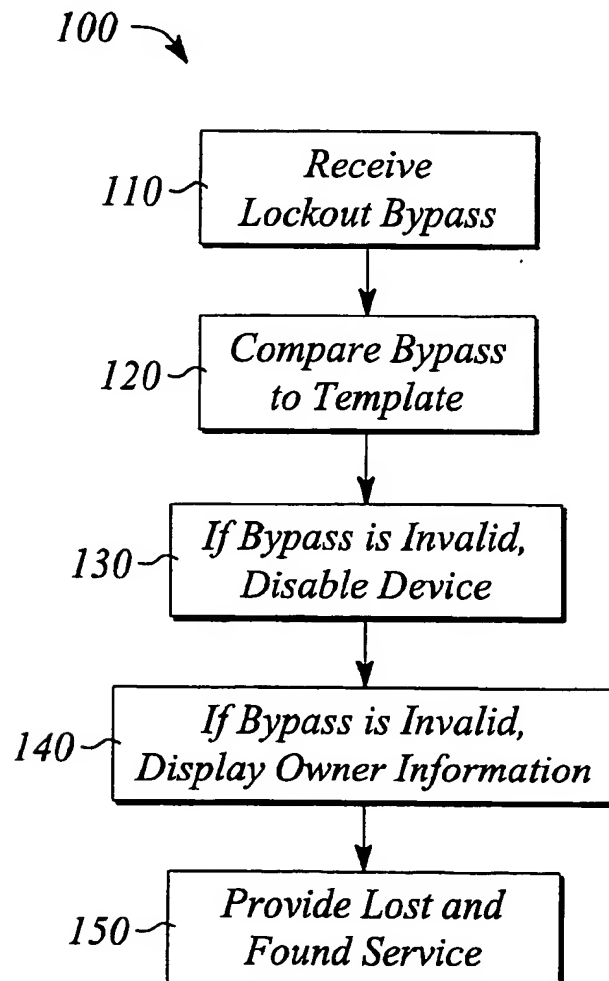 100
110
Receive
Lockout Bypass
120
Compare Bypass
to Template
130
If Bypass is Invalid,
Disable Device
140
If Bypass is Invalid,
Display Owner Information
150
Provide Lost and
Found Service